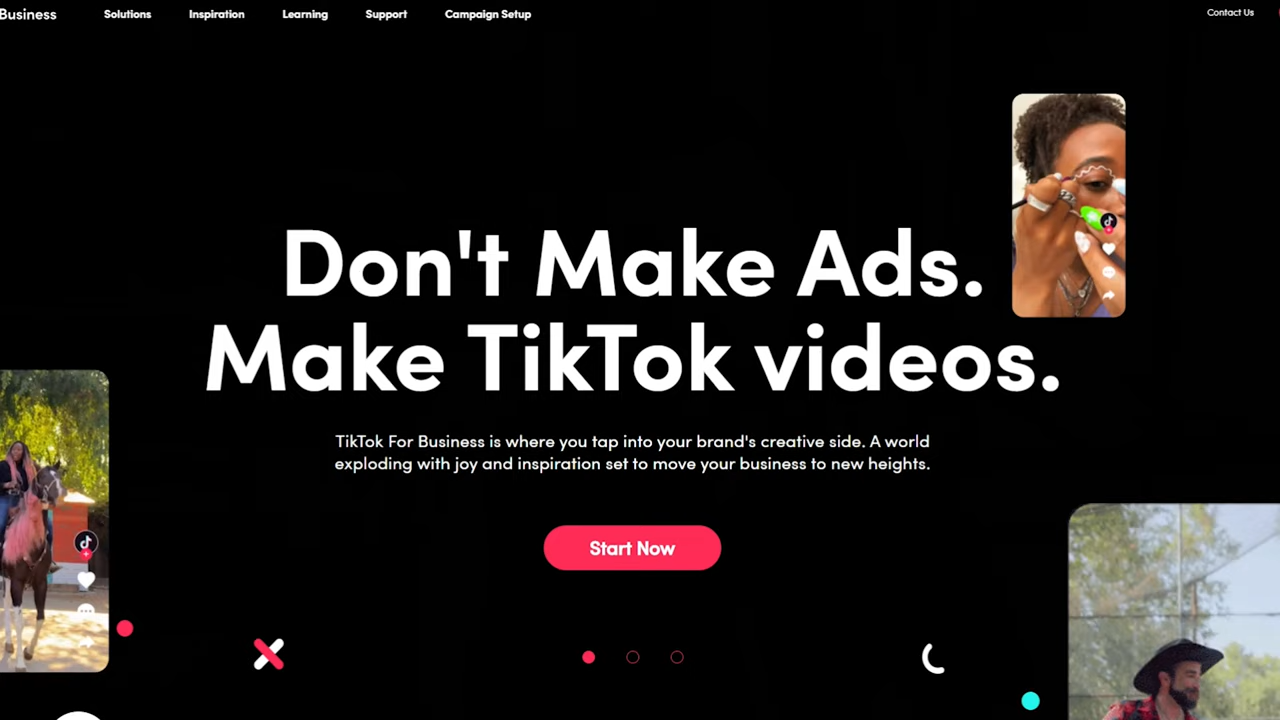 Business
Solutions
Inspiration
Learning
Support
Campaign Setup
Contact Us
Don't Make Ads.
Make TikTok videos.
TikTok For Business is where you tap into your brand's creative side. A world
exploding with joy and inspiration set to move your business to new heights.
Start Now